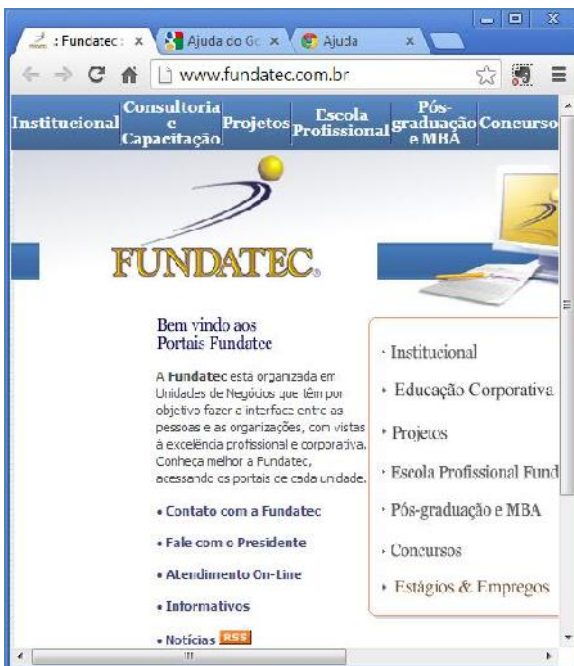 : Fundatec :
Ajuda do Go
Ajuda
www.fundatec.com.br
Institucional
Consultoria
e
Capacitação
Projetos
Escola
Profissional
Pós-
graduação
e MBA
Concurso
FUNDATEC
Bem vindo aos
Portais Fundatec
A Fundatec está organizada em
Unidades de Negócios que têm por
objetivo fazer a interface entre as
pessoas e as organizações, com vistas
à excelência profissional e corporativa.
Conheça melhor a Fundatec,
acessando os portais de cada unidade.
• Contato com a Fundatec
• Fale com o Presidente
• Atendimento On-Line
• Informativos
• Notícias RSS
Institucional
Educação Corporativa
Projetos
Escola Profissional Fund
Pós-graduação e MBA
Concursos
Estágios & Empregos